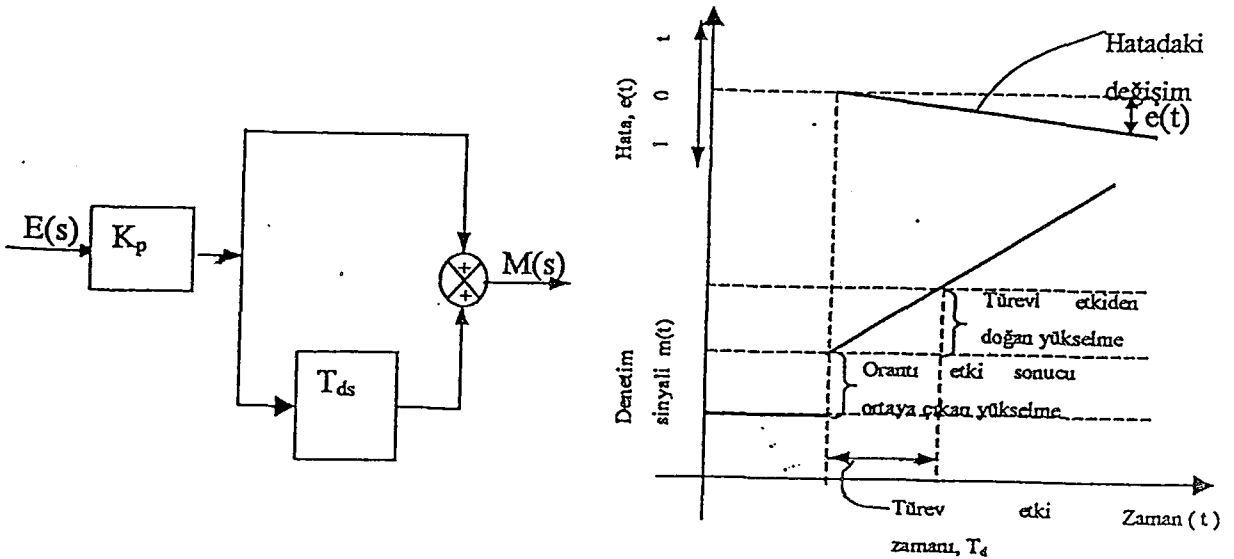 E(s)
K_p
M(s)
+
+
T_ds
Hata, e(t)
1 0 t
Hatadaki
değişim
e(t)
Denetim
sinyali m(t)
Türevi etkiden
doğan yükselme
Orantı etki sonucu
ortaya çıkan yükselme
Türev etki
zamanı, T_d
Zaman ( t )